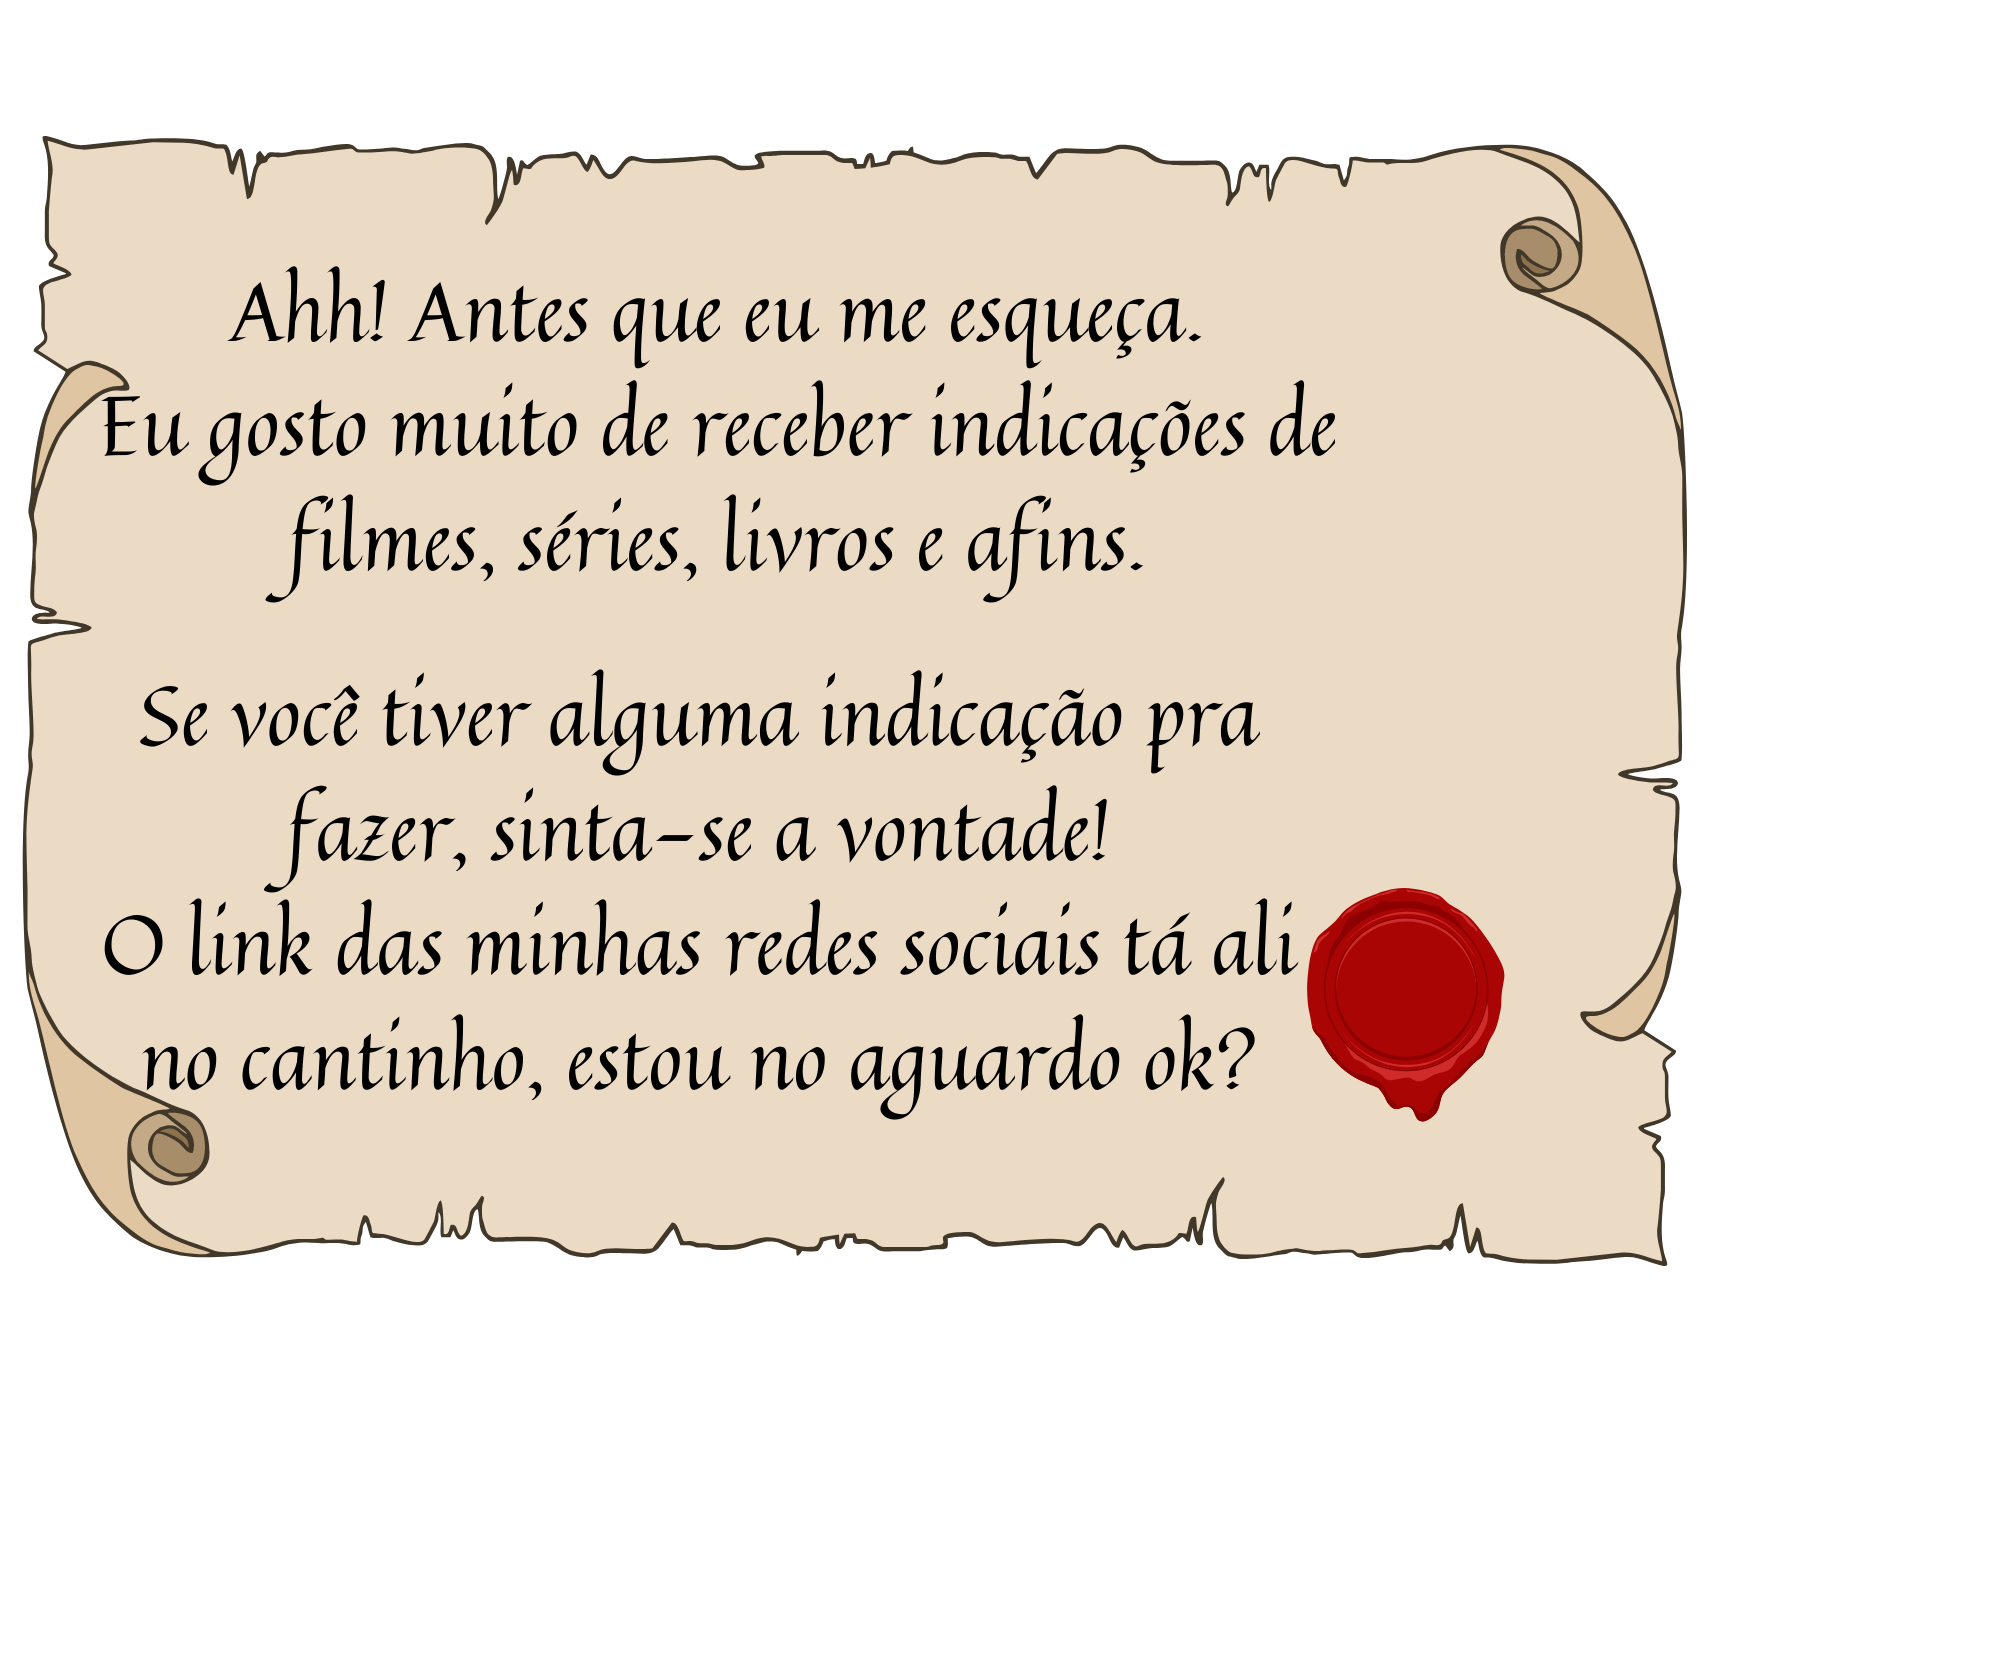 Ahh! Antes que eu me esqueça.
Eu gosto muito de receber indicações de
filmes, séries, livros e afins.
Se você tiver alguma indicação pra
fazer, sinta-se a vontade!
O link das minhas redes sociais tá ali
no cantinho, estou no aguardo ok?